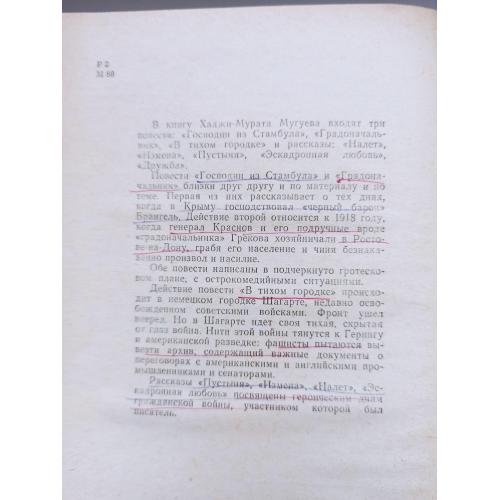 Р 2
М 88
В книгу Хаджи-Мурата Мугуева входят три
повести: «Господин из Стамбула», «Градоначаль-
ник», «В тихом городке» и рассказы: «Налет»,
«Измена», «Пустыня», «Эскадронная любовь»,
«Дружба».
Повести «Господин из Стамбула» и «Градона-
чальник» близки друг другу и по материалу и по
теме. Первая из них рассказывает о тех днях,
когда в Крыму господствовал «черный барон»
Врангель. Действие второй относится к 1918 году,
когда генерал Краснов и его подручные вроде
«градоначальника» Грекова хозяйничали в Росто-
ве-на-Дону, грабя его население и чиня безнака-
занно произвол и насилие.
Обе повести написаны в подчеркнуто гротеско-
вом плане, с острокомедийными ситуациями.
Действие повести «В тихом городке» происхо-
дит в немецком городке Шагарте, недавно осво-
божденном советскими войсками. Фронт ушел
вперед. Но в Шагарте идет своя тихая, скрытая
от глаз война. Нити этой войны тянутся к Герингу
и американской разведке: фашисты пытаются вы-
везти архив, содержащий важные документы о
переговорах с американскими и английскими про-
мышленниками и сенаторами.
Рассказы «Пустыня», «Измена», «Налет», «Эс-
кадронная любовь» посвящены героическим дням
гражданской войны, участником которой был
писатель.